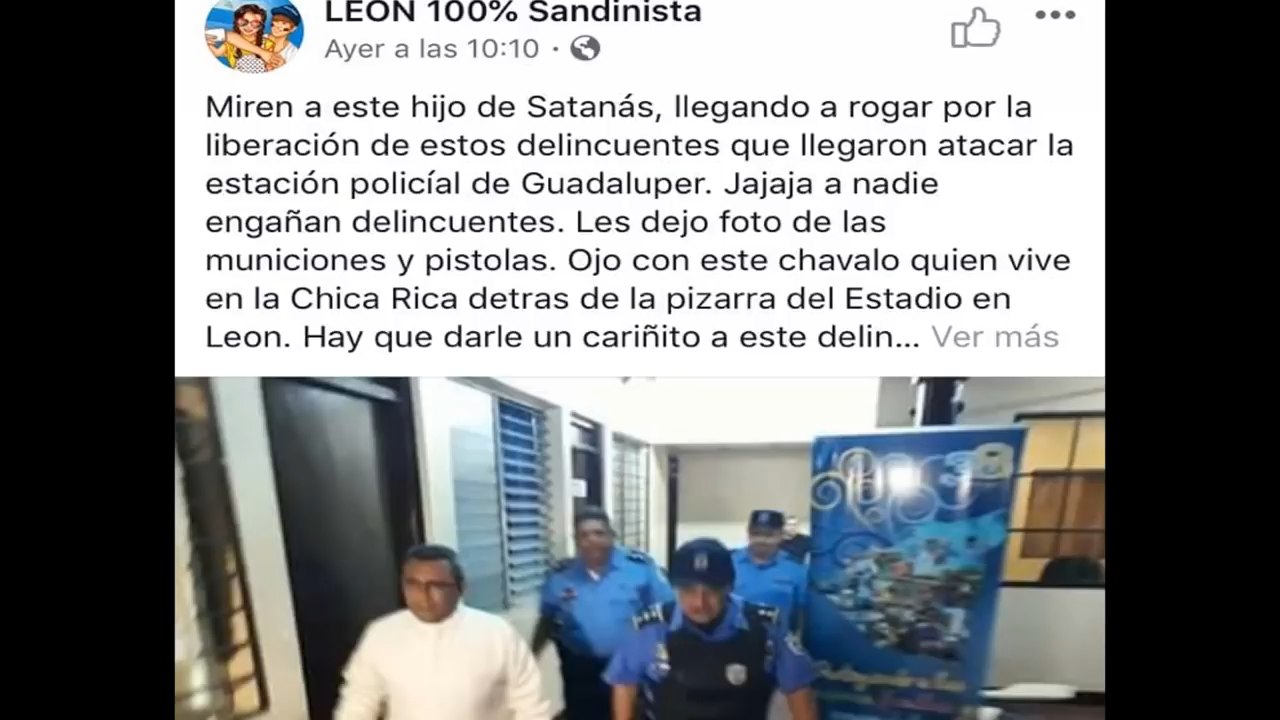 LEON 100% Sandinista
Ayer a las 10:10 ·
Miren a este hijo de Satanás, llegando a rogar por la
liberación de estos delincuentes que llegaron atacar la
estación policíal de Guadaluper. Jajaja a nadie
engañan delincuentes. Les dejo foto de las
municiones y pistolas. Ojo con este chavalo quien vive
en la Chica Rica detras de la pizarra del Estadio en
Leon. Hay que darle un cariñito a este delin... Ver más